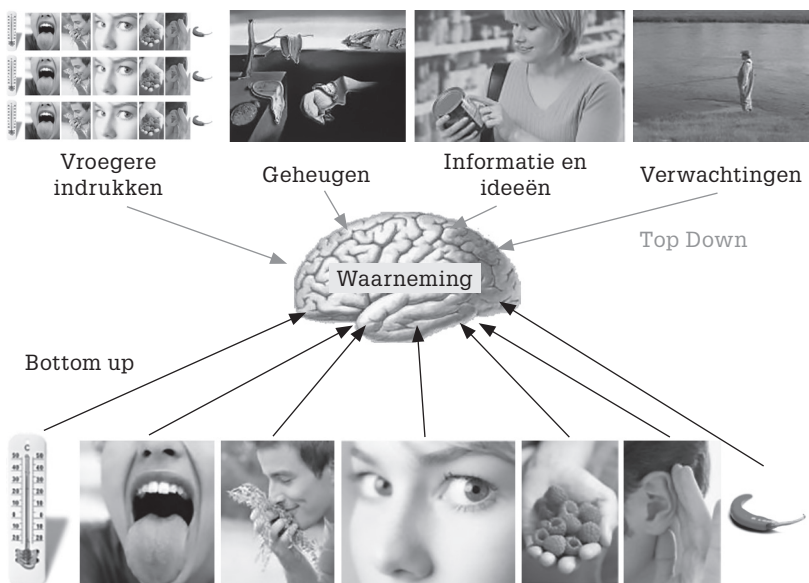 Vroegere
indrukken
Geheugen
Informatie en
ideeën
Verwachtingen
Top Down
Waarneming
Bottom up
C